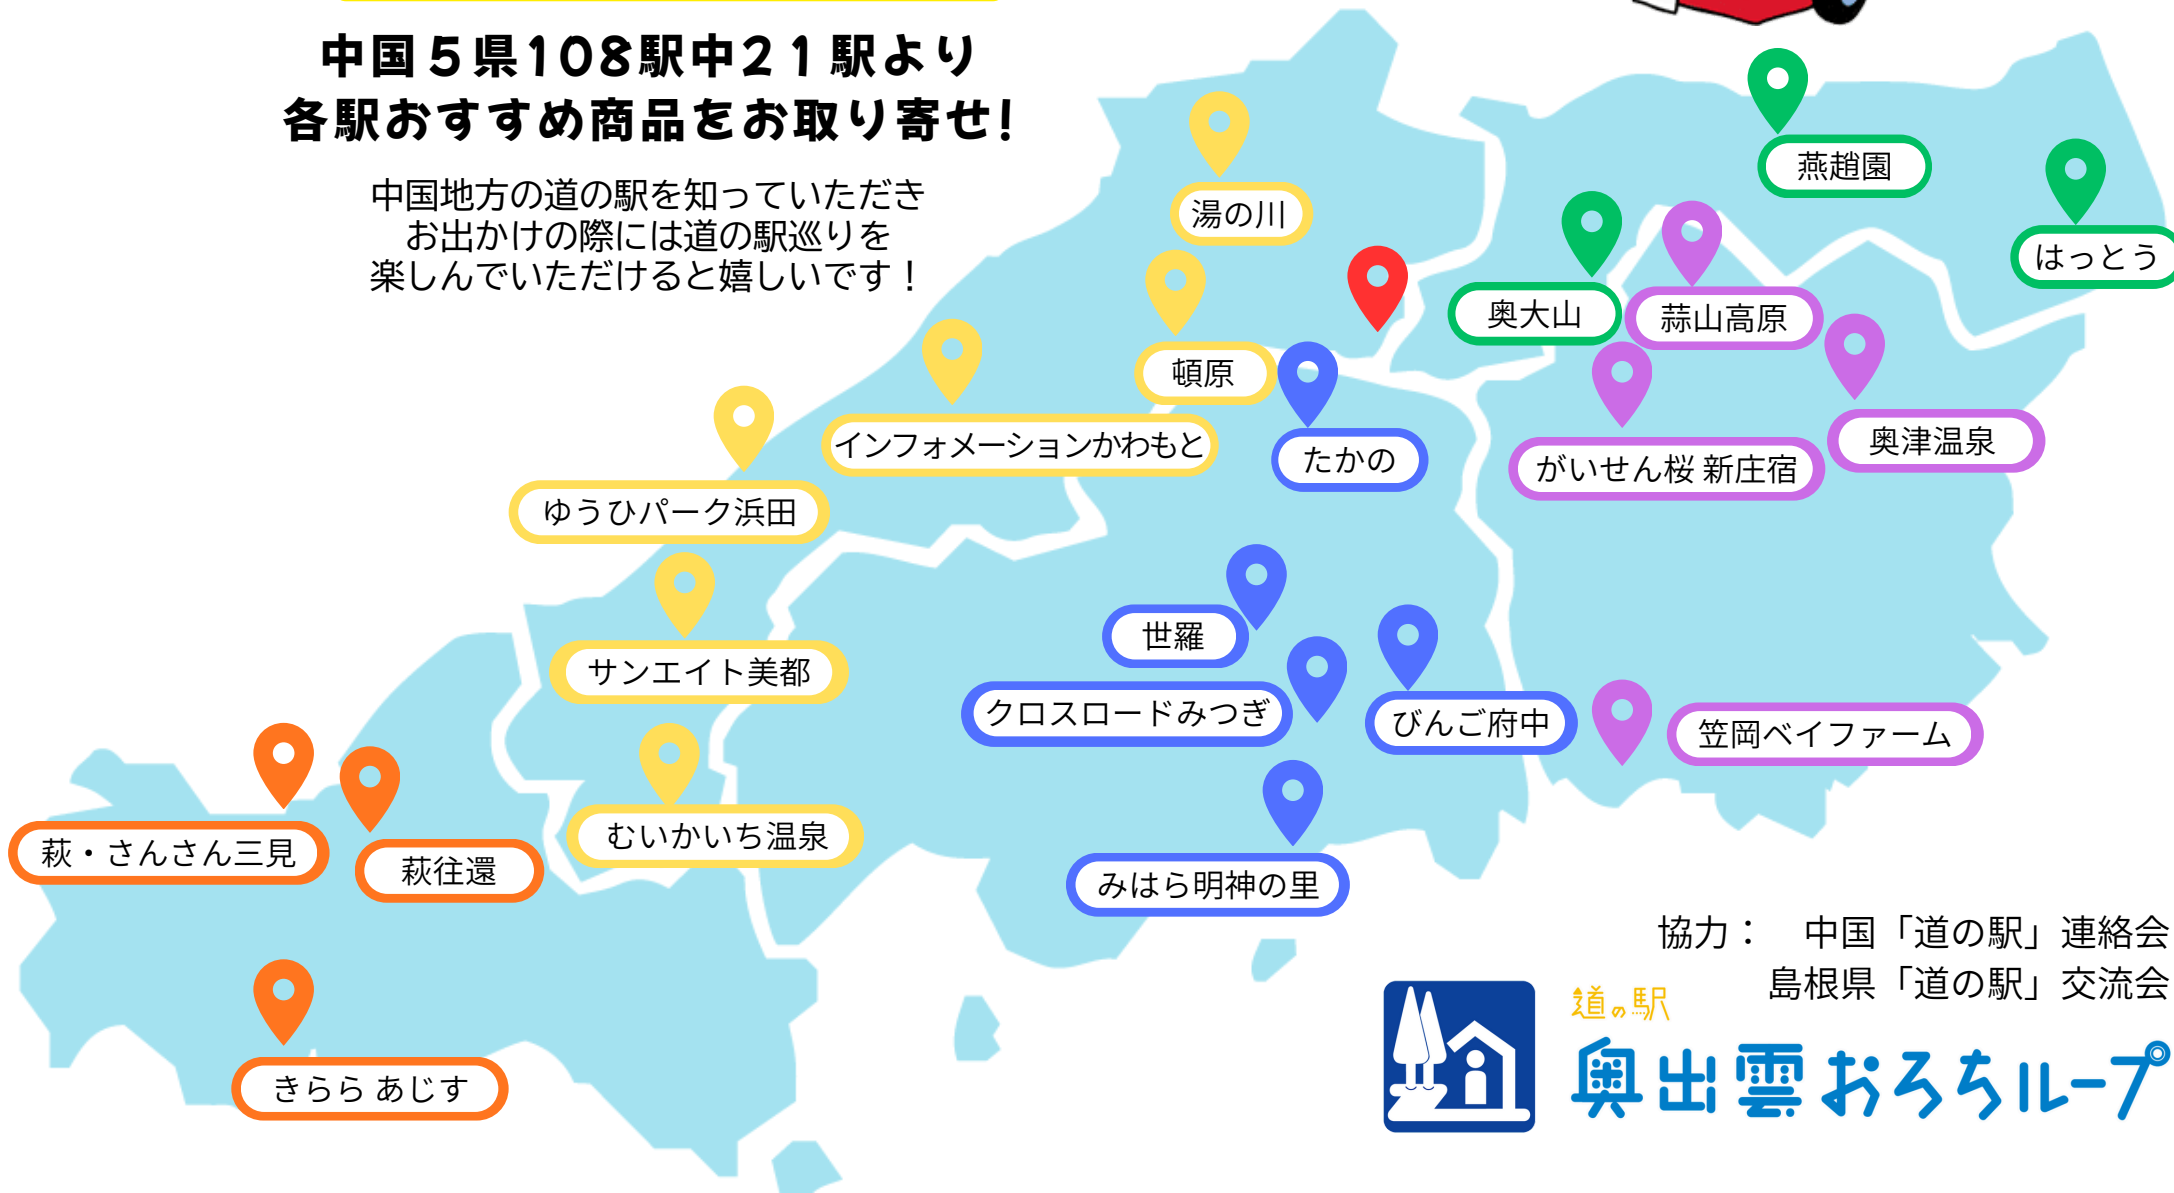 中国５県108駅中２１駅より
各駅おすすめ商品をお取り寄せ！
中国地方の道の駅を知っていただき
お出かけの際には道の駅巡りを
楽しんでいただけると嬉しいです！
燕趙園
湯の川
はっとう
奥大山
蒜山高原
頓原
インフォメーションかわもと
たかの
がいせん桜 新庄宿
奥津温泉
ゆうひパーク浜田
世羅
サンエイト美都
クロスロードみつぎ
びんご府中
笠岡ベイファーム
むいかいち温泉
萩・さんさん三見
萩往還
みはら明神の里
きらら あじす
協力：　中国「道の駅」連絡会
島根県「道の駅」交流会
道の駅
奥出雲おろちループ